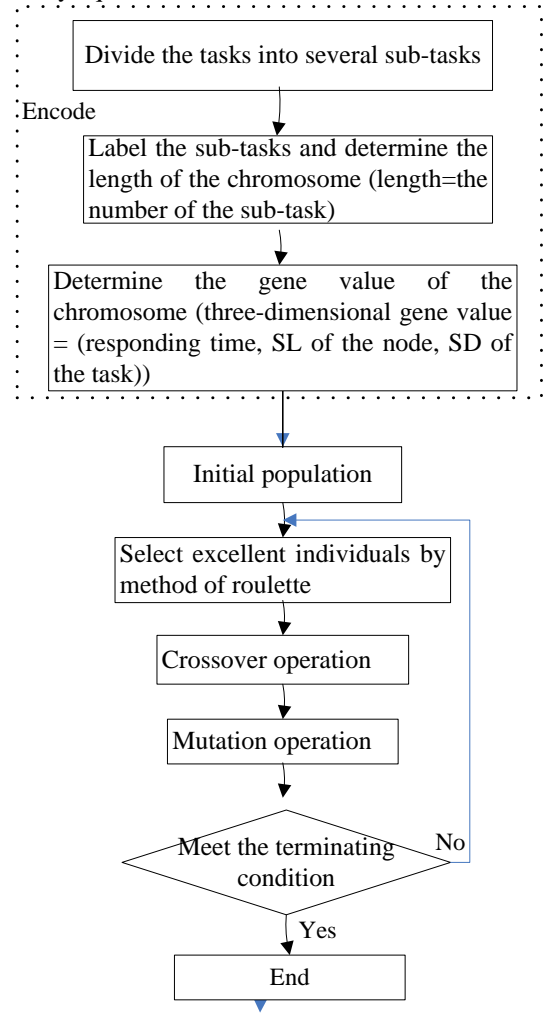 Divide the tasks into several sub-tasks
Encode
Label the sub-tasks and determine the
length of the chromosome (length=the
number of the sub-task)
Determine the gene value of the
chromosome (three-dimensional gene value
= (responding time, SL of the node, SD of
the task))
Initial population
Select excellent individuals by
method of roulette
Crossover operation
Mutation operation
Meet the terminating
condition
No
Yes
End